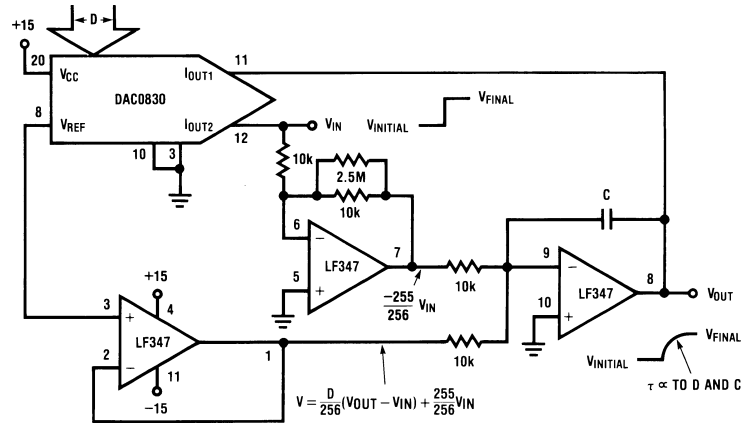 D
+15
20
VCC
IOUT1
11
DAC0830
8
VREF
IOUT2
12
VIN
VINITIAL
VFINAL
10
3
10k
2.5M
10k
6
−
LF347
7
5
+
−255/256 VIN
10k
C
9
−
LF347
8
VOUT
10
+
+15
4
3
+
LF347
2
−
1
11
−15
10k
V = D/256 (VOUT − VIN) + 255/256 VIN
VINITIAL
VFINAL
τ ∝ TO D AND C